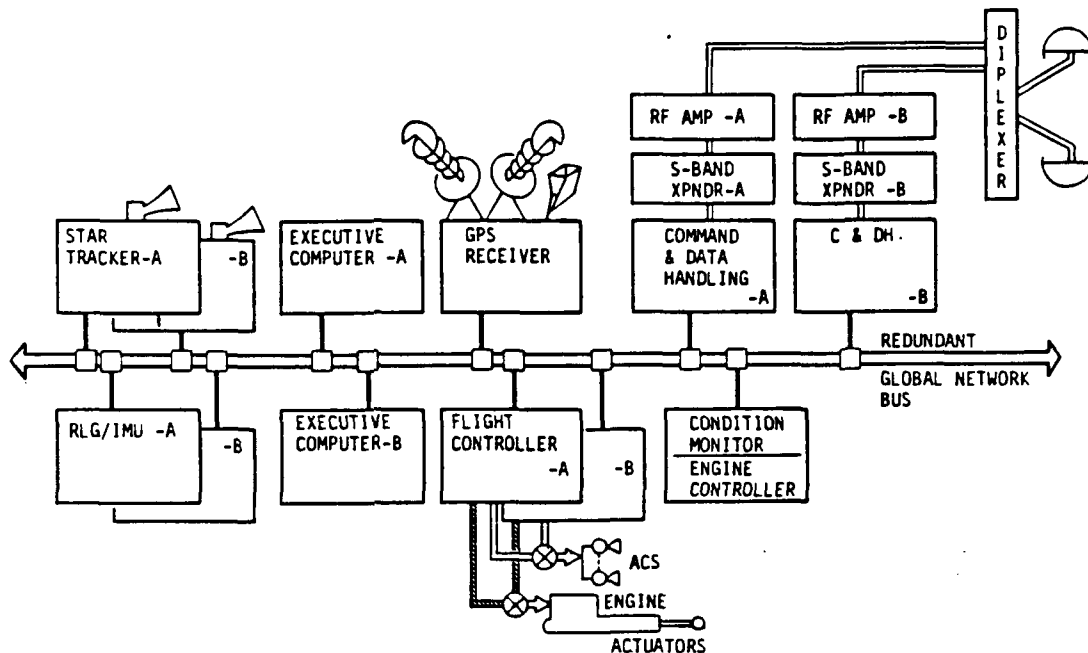 DIPLEXER
RF AMP -A
RF AMP -B
S-BAND
XPNDR-A
S-BAND
XPNDR -B
STAR
TRACKER-A
-B
EXECUTIVE
COMPUTER -A
GPS
RECEIVER
COMMAND
& DATA
HANDLING
-A
C & DH.
-B
REDUNDANT
GLOBAL NETWORK
BUS
RLG/IMU -A
-B
EXECUTIVE
COMPUTER-B
FLIGHT
CONTROLLER
-A
-B
CONDITION
MONITOR
ENGINE
CONTROLLER
ACS
ENGINE
ACTUATORS